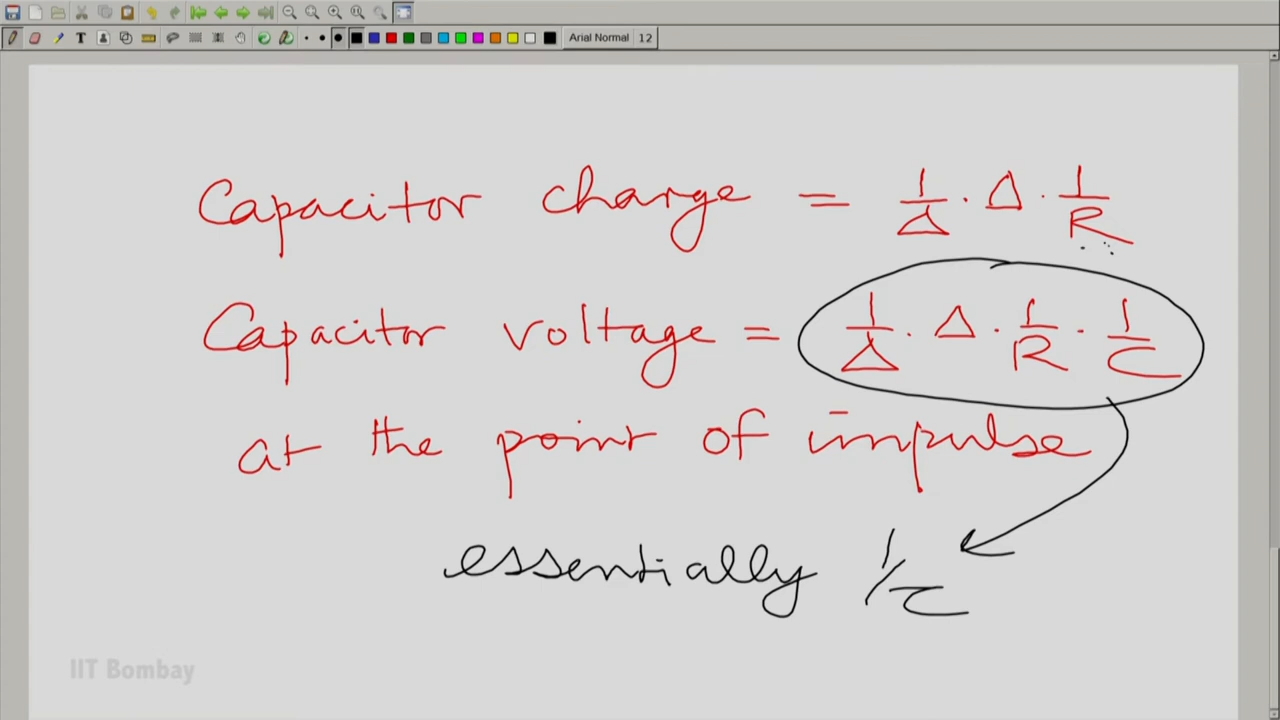 Arial Normal 12
Capacitor charge = 1/Δ · Δ · 1/R
Capacitor voltage = 1/Δ · Δ · 1/R · 1/C
at the point of impulse
essentially 1/τ
IIT Bombay